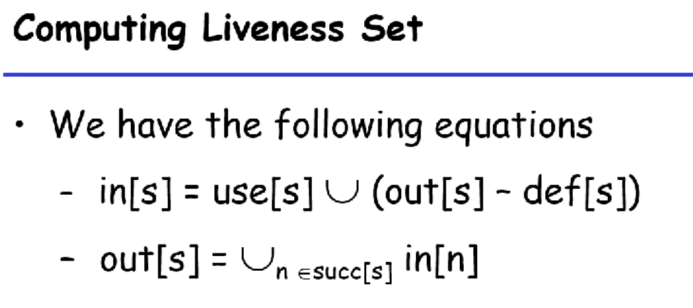 Computing Liveness Set
• We have the following equations
- in[s] = use[s] ∪ (out[s] - def[s])
- out[s] = ∪n ∈succ[s] in[n]